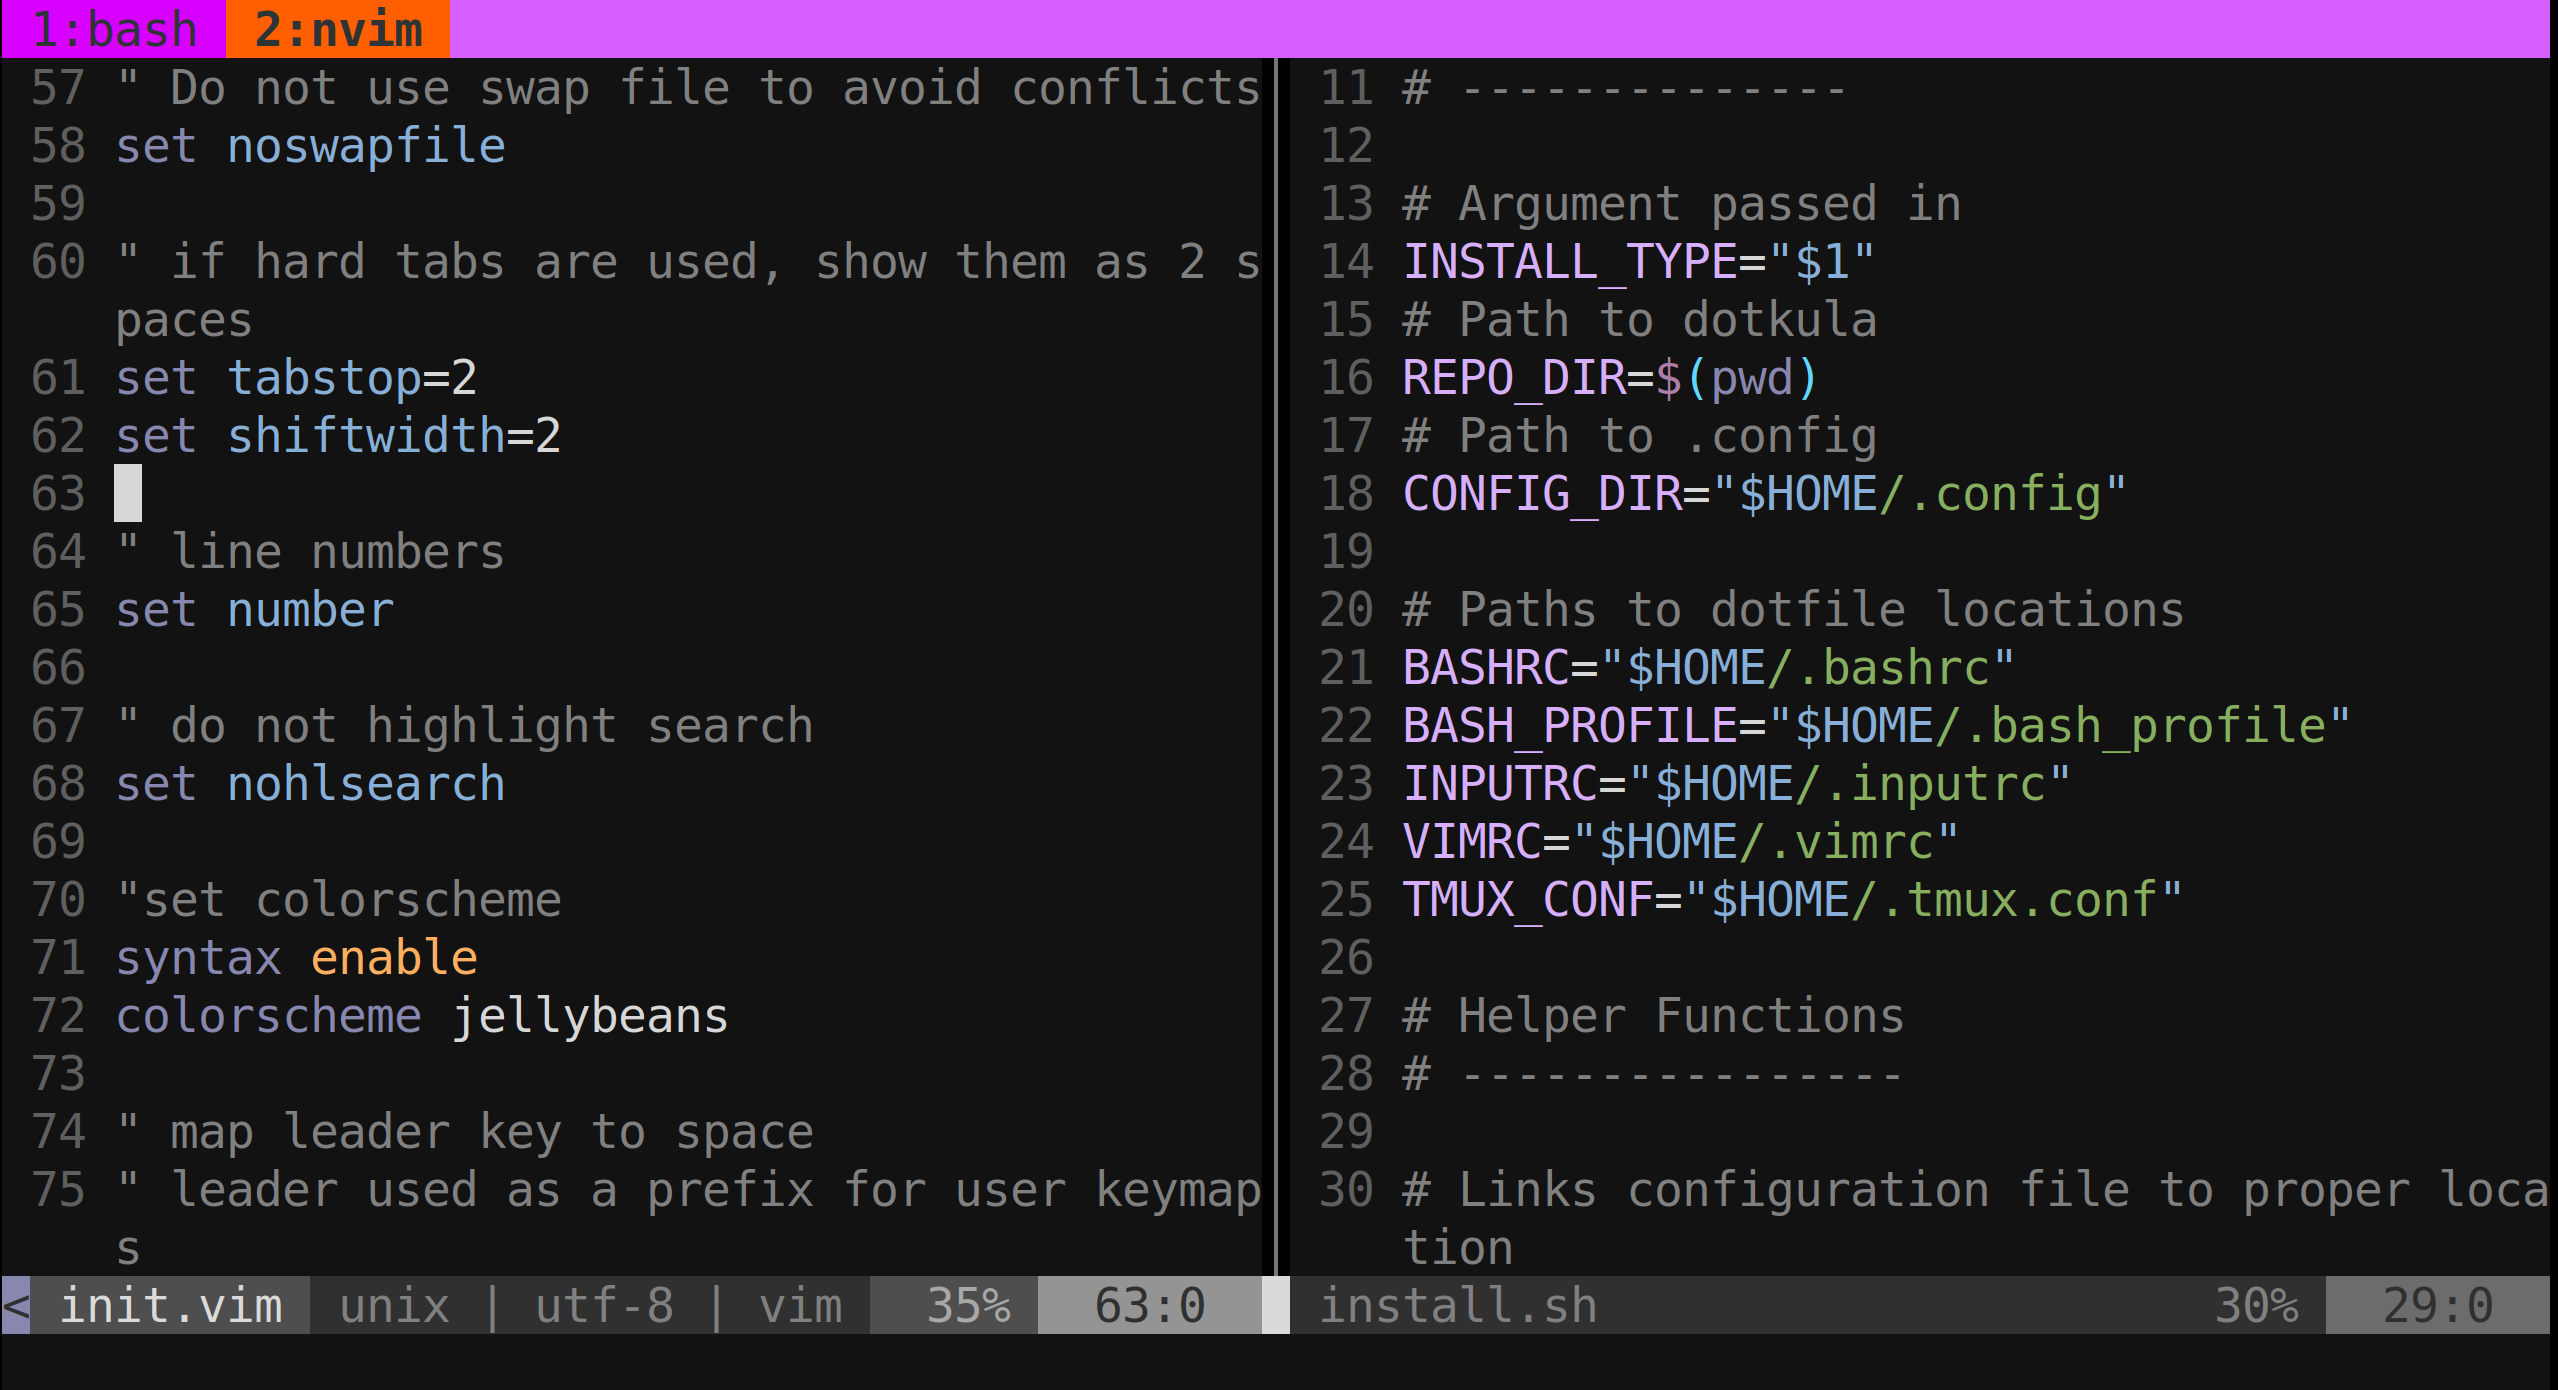 1:bash 2:nvim
57 " Do not use swap file to avoid conflicts
58 set noswapfile
59
60 " if hard tabs are used, show them as 2 s
paces
61 set tabstop=2
62 set shiftwidth=2
63
64 " line numbers
65 set number
66
67 " do not highlight search
68 set nohlsearch
69
70 "set colorscheme
71 syntax enable
72 colorscheme jellybeans
73
74 " map leader key to space
75 " leader used as a prefix for user keymap
s
< init.vim unix | utf-8 | vim 35% 63:0
11 # --------------
12
13 # Argument passed in
14 INSTALL_TYPE="$1"
15 # Path to dotkula
16 REPO_DIR=$(pwd)
17 # Path to .config
18 CONFIG_DIR="$HOME/.config"
19
20 # Paths to dotfile locations
21 BASHRC="$HOME/.bashrc"
22 BASH_PROFILE="$HOME/.bash_profile"
23 INPUTRC="$HOME/.inputrc"
24 VIMRC="$HOME/.vimrc"
25 TMUX_CONF="$HOME/.tmux.conf"
26
27 # Helper Functions
28 # ----------------
29
30 # Links configuration file to proper loca
tion
install.sh 30% 29:0